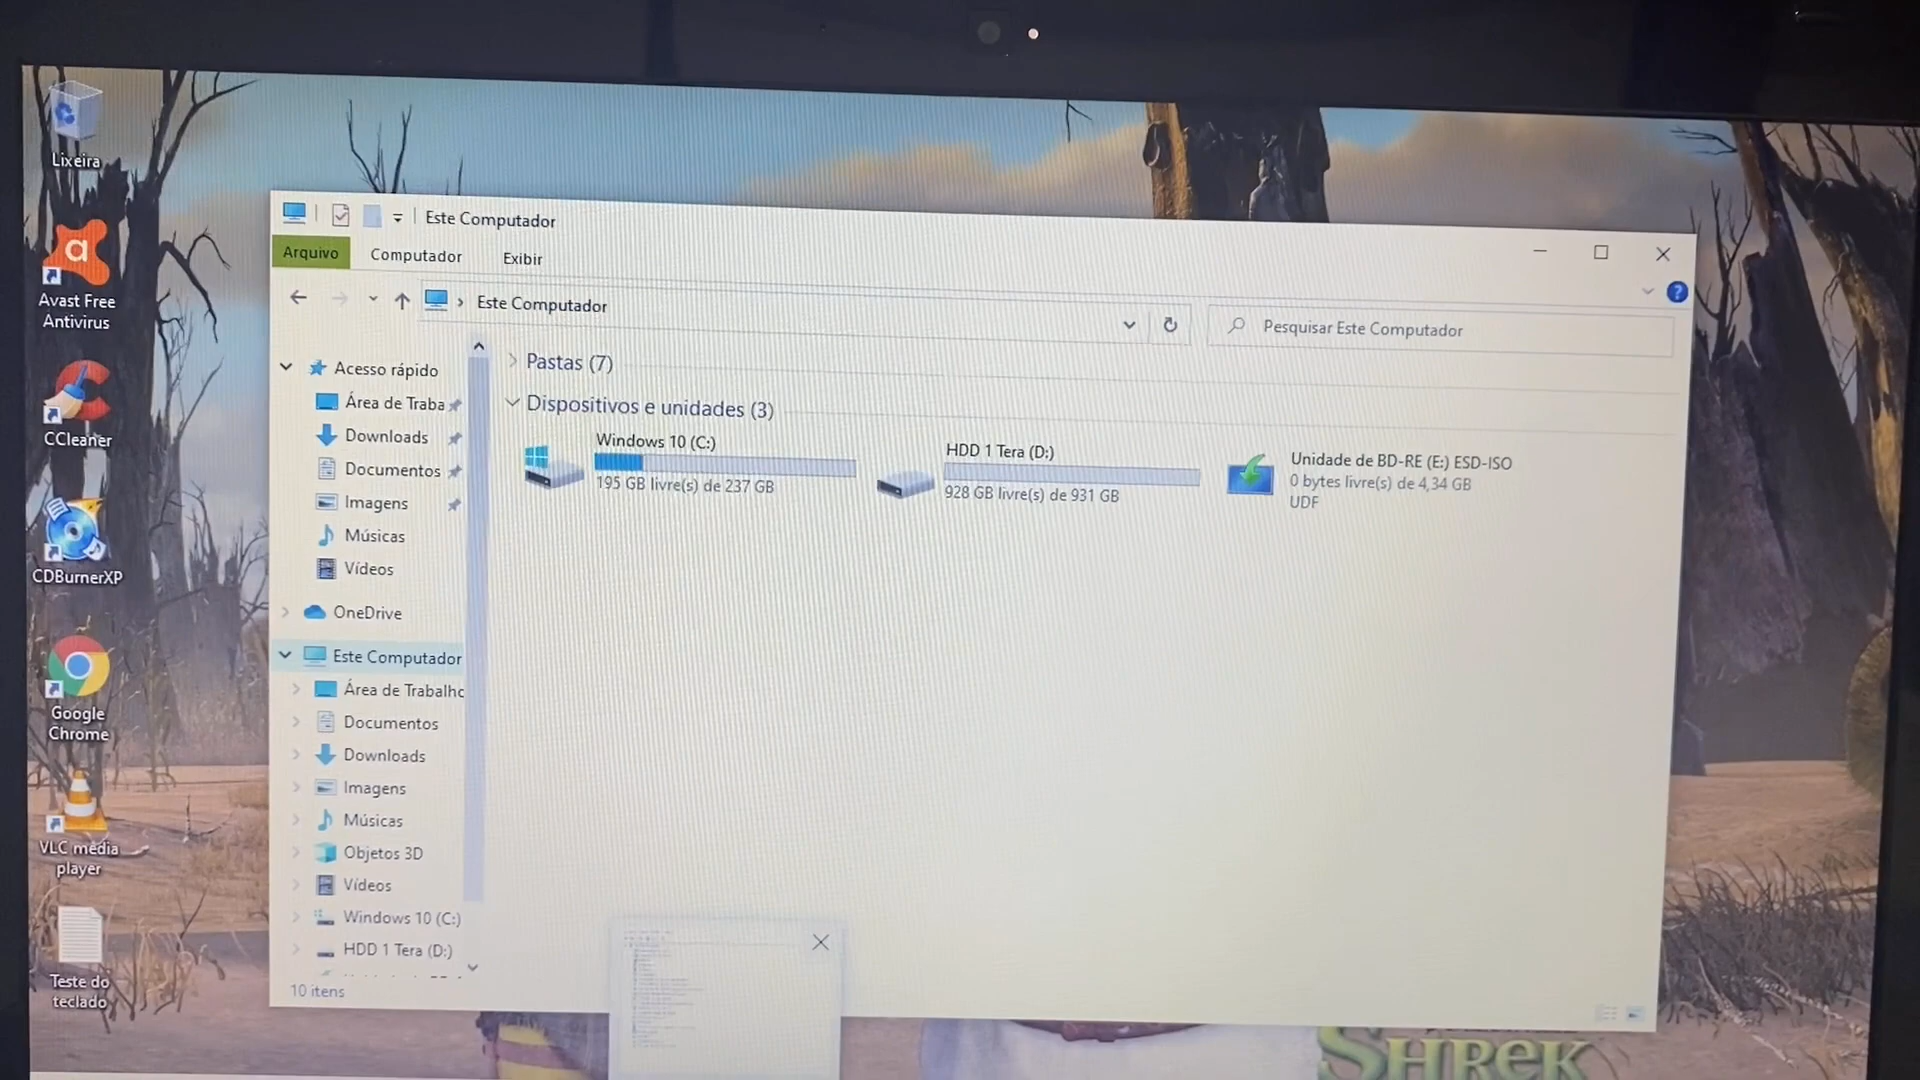 Lixeira
Avast Free
Antivirus
CCleaner
CDBurnerXP
Google
Chrome
VLC media
player
Teste do
teclado
Este Computador
Arquivo
Computador
Exibir
Este Computador
Pesquisar Este Computador
Acesso rápido
Área de Traba
Downloads
Documentos
Imagens
Músicas
Vídeos
OneDrive
Este Computador
Área de Trabalho
Documentos
Downloads
Imagens
Músicas
Objetos 3D
Vídeos
Windows 10 (C:)
HDD 1 Tera (D:)
10 itens
Pastas (7)
Dispositivos e unidades (3)
Windows 10 (C:)
195 GB livre(s) de 237 GB
HDD 1 Tera (D:)
928 GB livre(s) de 931 GB
Unidade de BD-RE (E:) ESD-ISO
0 bytes livre(s) de 4,34 GB
UDF
SHREK